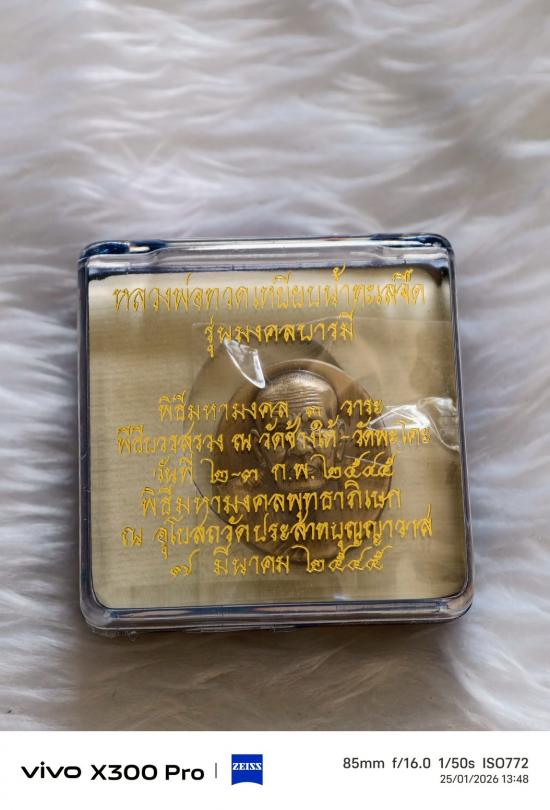 หลวงพ่อทวดเหยียบน้ำทะเลจืด
รุ่นมงคลบารมี
พิธีมหามงคล ๓ วาระ
พิธีบวงสรวง ณ วัดช้างให้-วัดพะโคะ
วันที่ ๒-๓ ก.พ. ๒๕๔๕
พิธีมหามงคลพุทธาภิเษก
ณ อุโบสถวัดประสาทบุญญาวาส
๗ มีนาคม ๒๕๔๕
vivo X300 Pro | ZEISS
85mm f/16.0 1/50s ISO772
25/01/2026 13:48